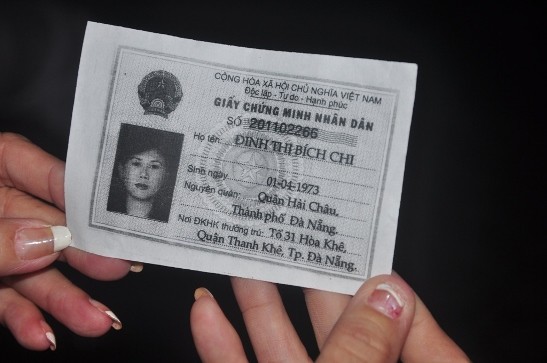 CỘNG HÒA XÃ HỘI CHỦ NGHĨA VIỆT NAM
Độc lập - Tự do - Hạnh phúc
GIẤY CHỨNG MINH NHÂN DÂN
SỐ 201102266
Họ tên: ĐINH THỊ BÍCH CHI
Sinh ngày 01-04-1973
Nguyên quán: Quận Hải Châu,
Thành phố Đà Nẵng.
Nơi ĐKHK thường trú: Tổ 31 Hòa Khê,
Quận Thanh Khê, Tp. Đà Nẵng.